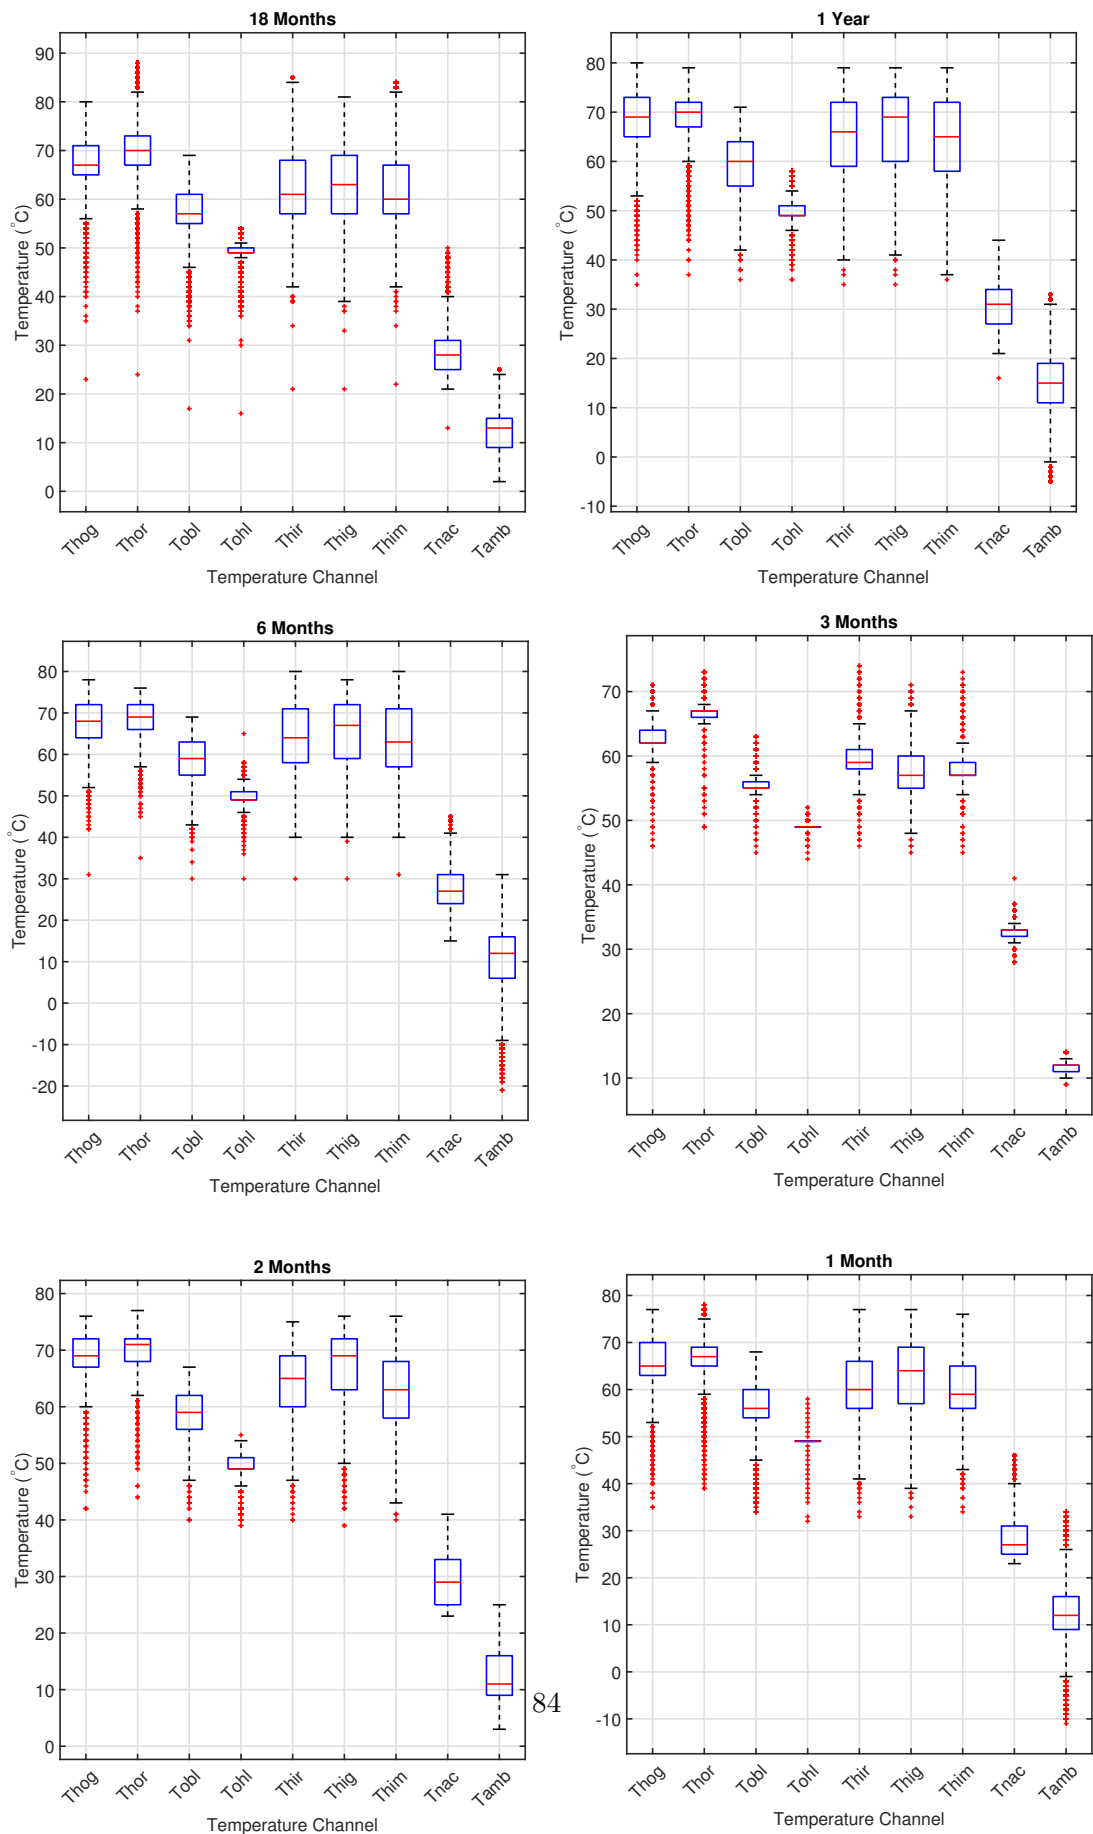 18 Months
90
80
70
60
50
40
30
20
10
0
Temperature (°C)
Thog Thor Tobl Tohl Thir Thig Thim Tnac Tamb
Temperature Channel
1 Year
80
70
60
50
40
30
20
10
0
-10
Temperature (°C)
Thog Thor Tobl Tohl Thir Thig Thim Tnac Tamb
Temperature Channel
6 Months
80
70
60
50
40
30
20
10
0
-10
-20
Temperature (°C)
Thog Thor Tobl Tohl Thir Thig Thim Tnac Tamb
Temperature Channel
3 Months
70
60
50
40
30
20
10
Temperature (°C)
Thog Thor Tobl Tohl Thir Thig Thim Tnac Tamb
Temperature Channel
2 Months
80
70
60
50
40
30
20
10
0
Temperature (°C)
Thog Thor Tobl Tohl Thir Thig Thim Tnac Tamb
Temperature Channel
1 Month
80
70
60
50
40
30
20
10
0
-10
Temperature (°C)
Thog Thor Tobl Tohl Thir Thig Thim Tnac Tamb
Temperature Channel
84